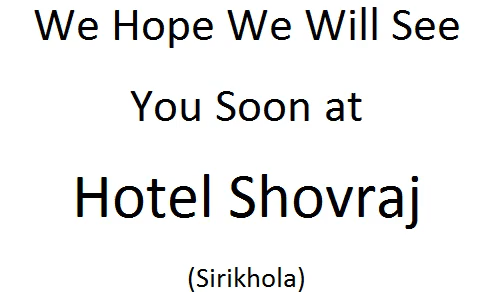 We Hope We Will See
You Soon at
Hotel Shovraj
(Sirikhola)